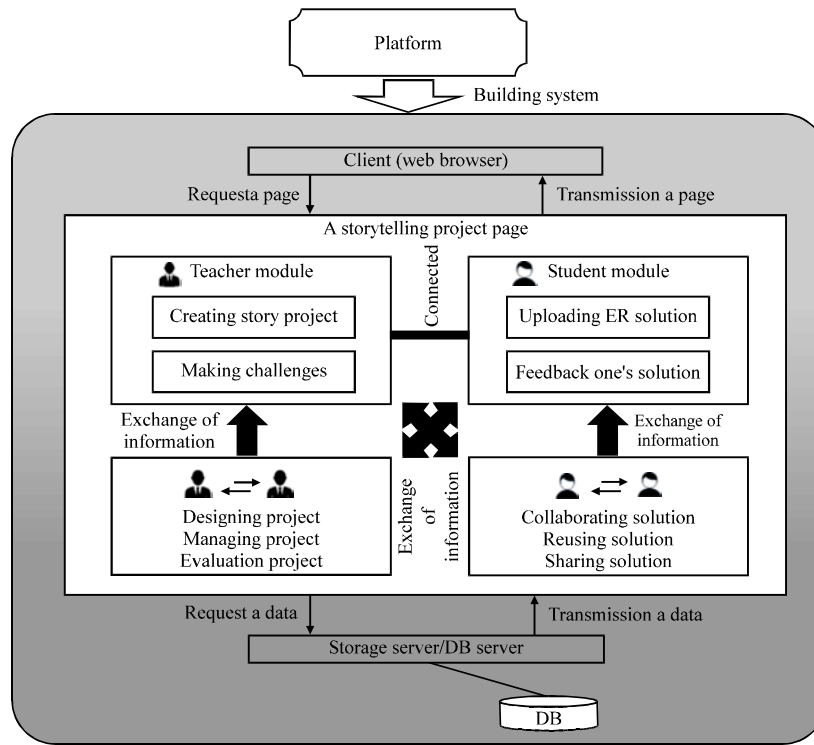 Platform
Building system
Client (web browser)
Requesta page
Transmission a page
A storytelling project page
Teacher module
Creating story project
Making challenges
Connected
Student module
Uploading ER solution
Feedback one's solution
Exchange of
information
Exchange of
information
Exchange
of
information
Designing project
Managing project
Evaluation project
Collaborating solution
Reusing solution
Sharing solution
Request a data
Transmission a data
Storage server/DB server
DB